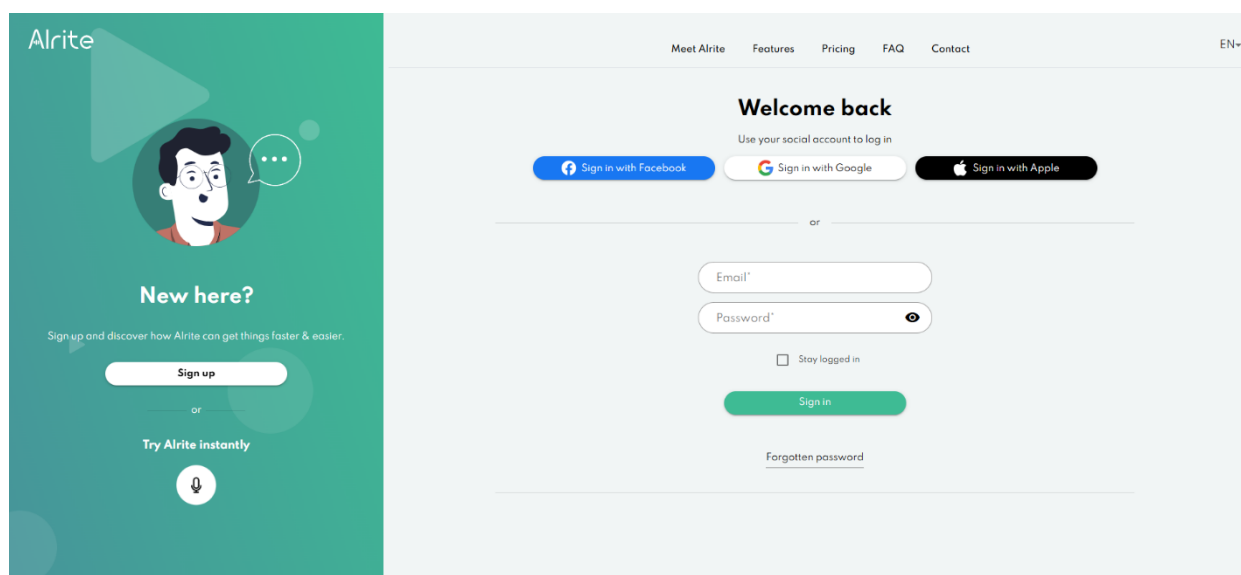 Alrite
New here?
Sign up and discover how Alrite can get things faster & easier.
Sign up
or
Try Alrite instantly
Meet Alrite Features Pricing FAQ Contact EN
Welcome back
Use your social account to log in
Sign in with Facebook Sign in with Google Sign in with Apple
or
Email*
Password*
Stay logged in
Sign in
Forgotten password